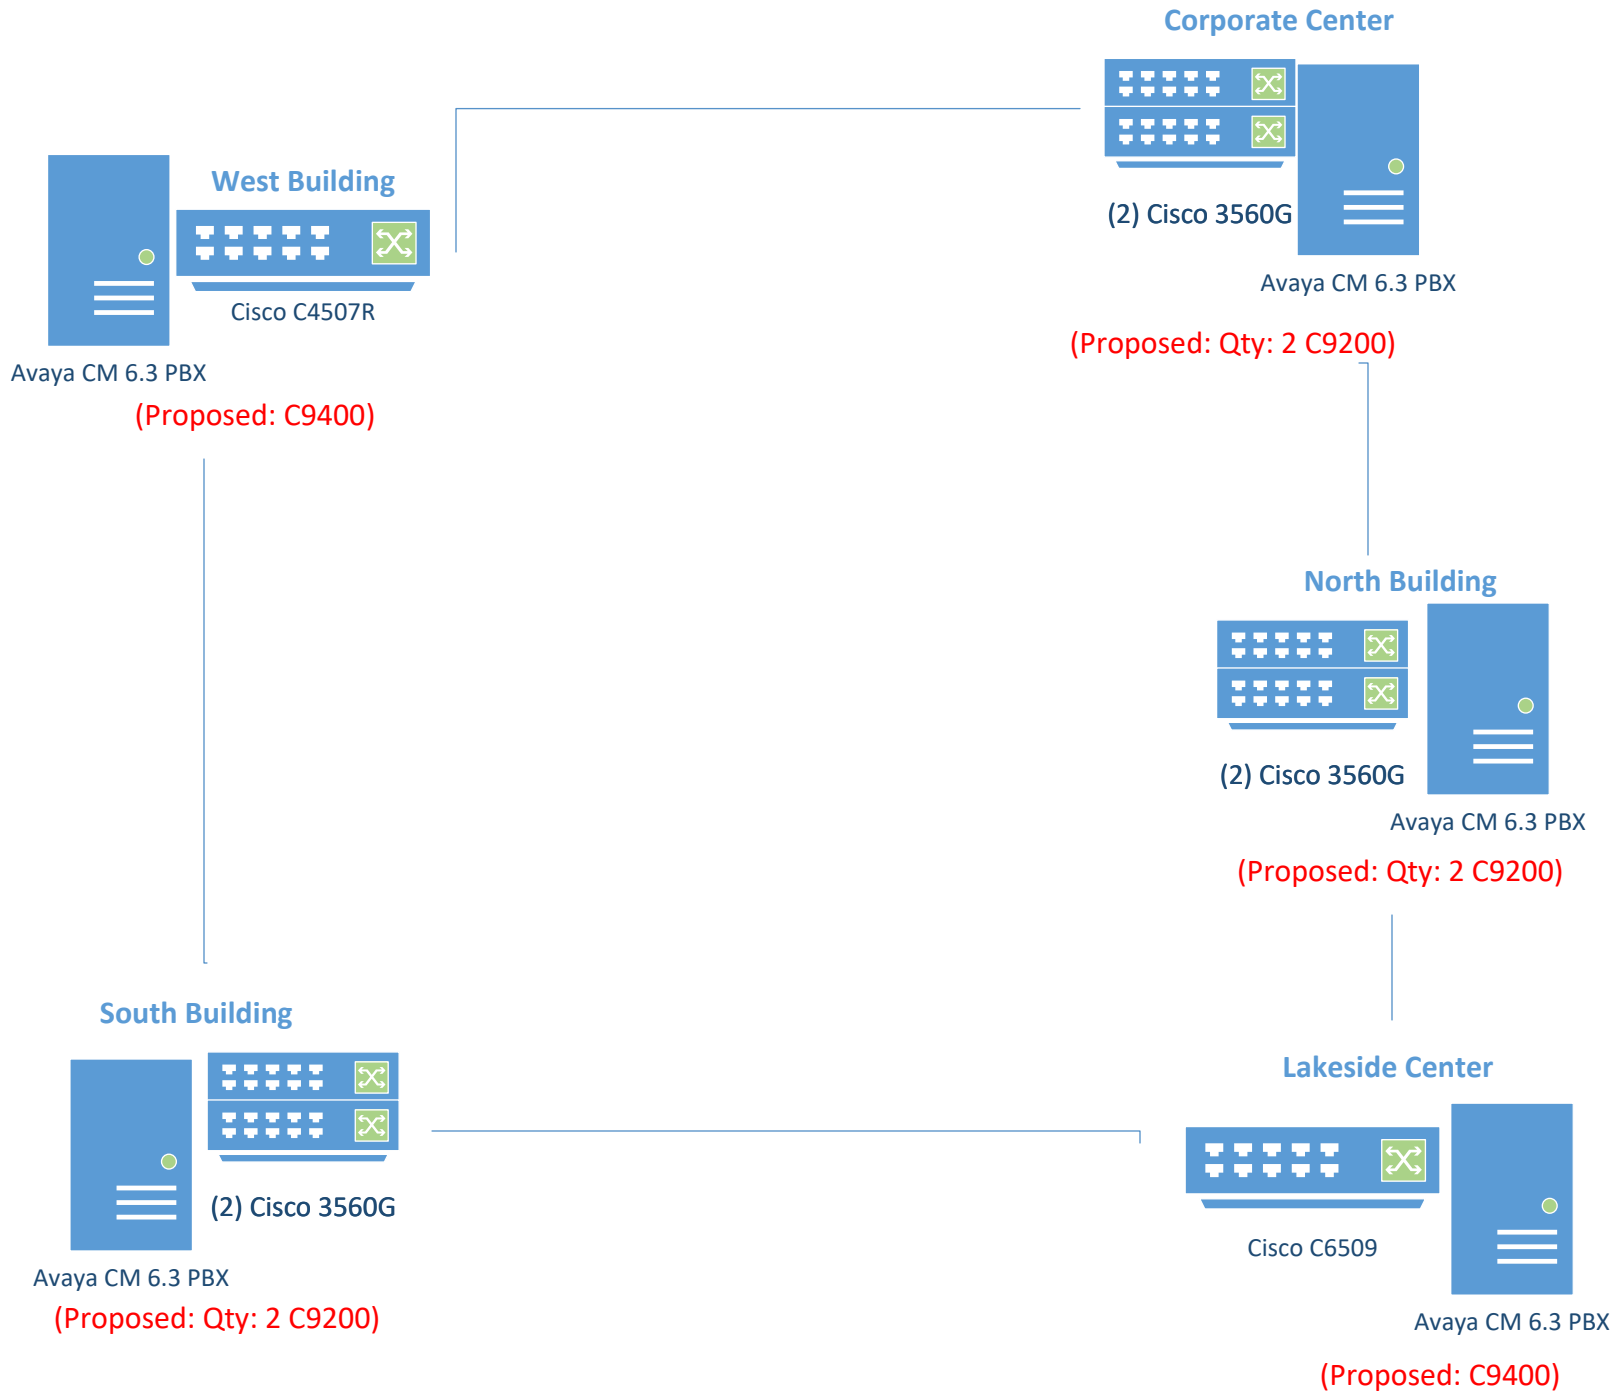 Corporate Center
(2) Cisco 3560G
Avaya CM 6.3 PBX
(Proposed: Qty: 2 C9200)
West Building
Cisco C4507R
Avaya CM 6.3 PBX
(Proposed: C9400)
North Building
(2) Cisco 3560G
Avaya CM 6.3 PBX
(Proposed: Qty: 2 C9200)
South Building
(2) Cisco 3560G
Avaya CM 6.3 PBX
(Proposed: Qty: 2 C9200)
Lakeside Center
Cisco C6509
Avaya CM 6.3 PBX
(Proposed: C9400)